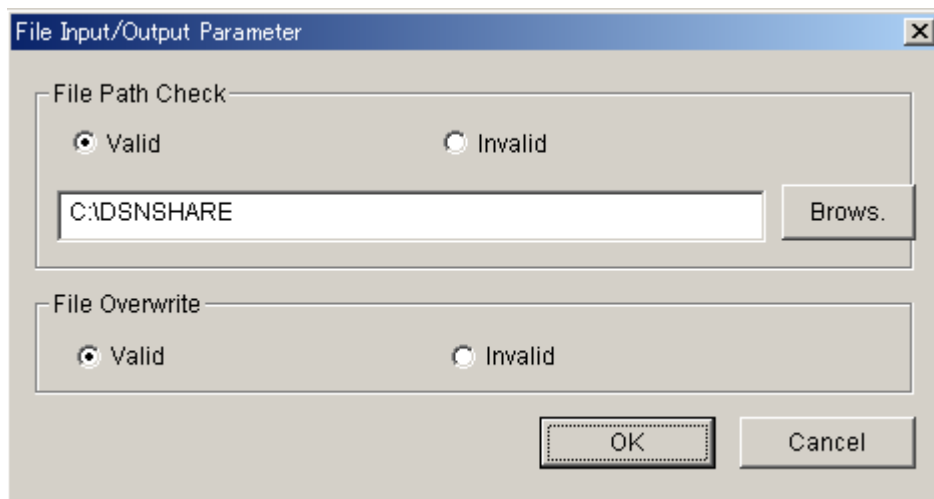 File Input/Output Parameter
File Path Check
Valid Invalid
C:\DSNSHARE Brows.
File Overwrite
Valid Invalid
OK Cancel